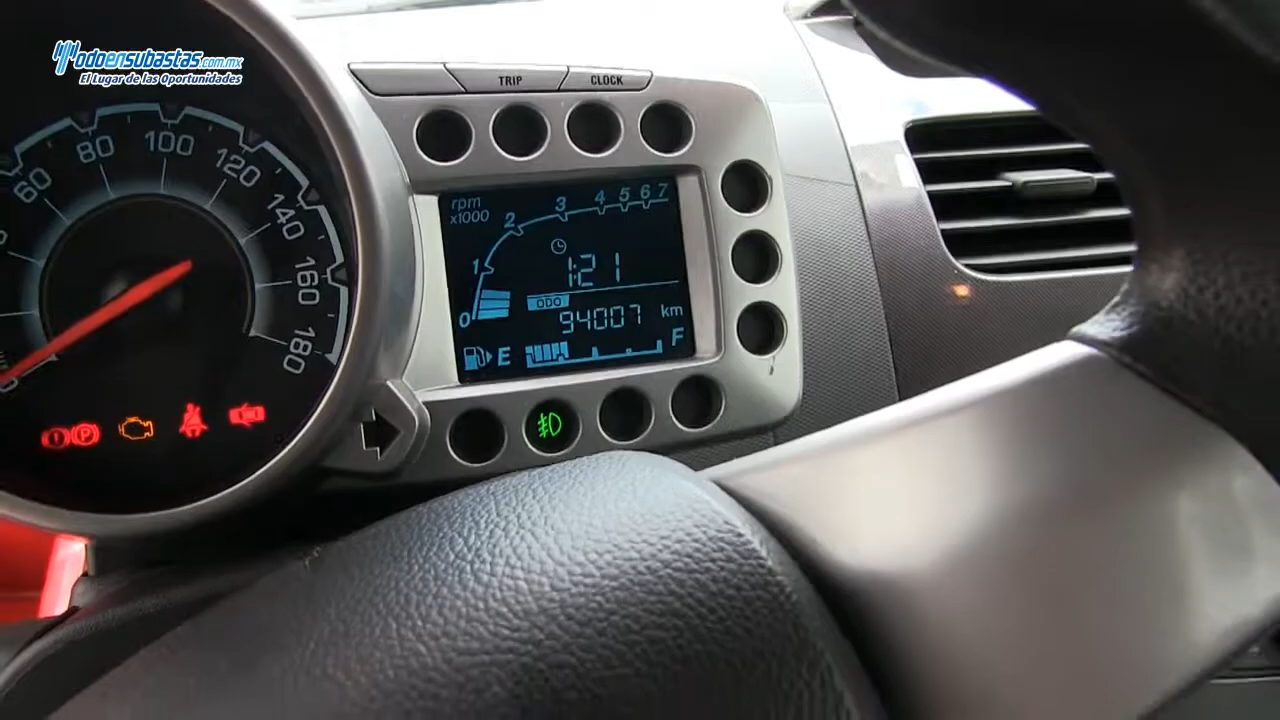 todoensubastas.com.mx
El Lugar de las Oportunidades
TRIP
CLOCK
60
80
100
120
140
160
180
rpm
x1000
0
1
2
3
4
5
6
7
1:21
ODO
94007 km
E
F
P